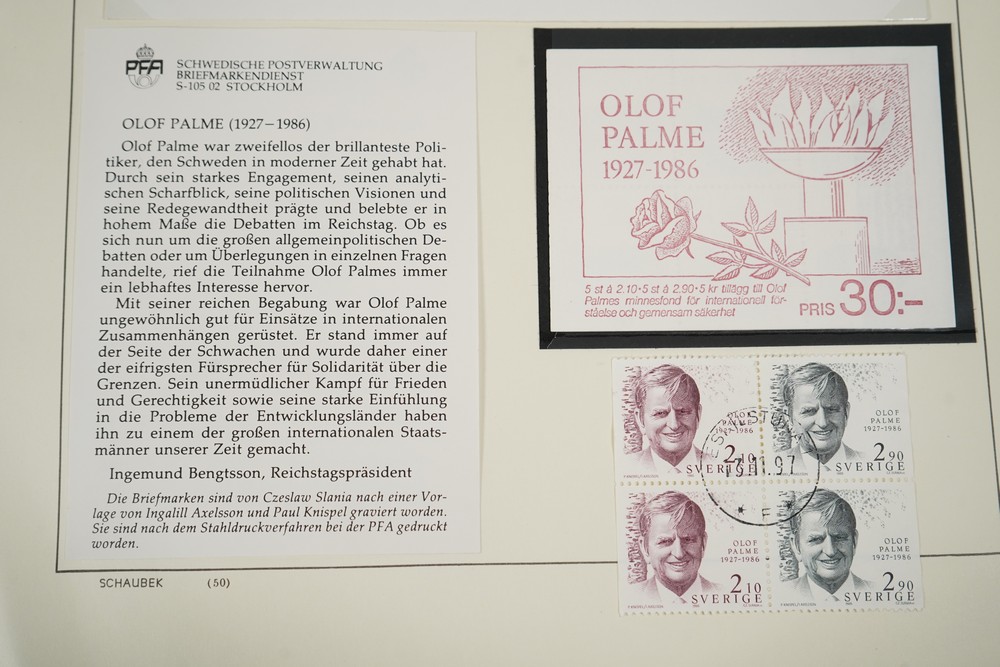 PFA
SCHWEDISCHE POSTVERWALTUNG
BRIEFMARKENDIENST
S-105 02 STOCKHOLM
OLOF PALME (1927–1986)
Olof Palme war zweifellos der brillanteste Poli-
tiker, den Schweden in moderner Zeit gehabt hat.
Durch sein starkes Engagement, seinen analyti-
schen Scharfblick, seine politischen Visionen und
seine Redegewandtheit prägte und belebte er in
hohem Maße die Debatten im Reichstag. Ob es
sich nun um die großen allgemeinpolitischen De-
batten oder um Überlegungen in einzelnen Fragen
handelte, rief die Teilnahme Olof Palmes immer
ein lebhaftes Interesse hervor.
Mit seiner reichen Begabung war Olof Palme
ungewöhnlich gut für Einsätze in internationalen
Zusammenhängen gerüstet. Er stand immer auf
der Seite der Schwachen und wurde daher einer
der eifrigsten Fürsprecher für Solidarität über die
Grenzen. Sein unermüdlicher Kampf für Frieden
und Gerechtigkeit sowie seine starke Einfühlung
in die Probleme der Entwicklungsländer haben
ihn zu einem der großen internationalen Staats-
männer unserer Zeit gemacht.
Ingemund Bengtsson, Reichstagspräsident
Die Briefmarken sind von Czeslaw Slania nach einer Vor-
lage von Ingalill Axelsson und Paul Knispel graviert worden.
Sie sind nach dem Stahldruckverfahren bei der PFA gedruckt
worden.
SCHAUBEK (50)
OLOF
PALME
1927-1986
5 st à 2.10·5 st à 2.90·5 kr tillägg till Olof
Palmes minnesfond för internationell för-
ståelse och gemensam säkerhet
PRIS 30:-
OLOF
PALME
1927-1986
2 10
SVERIGE
OLOF
PALME
1927-1986
2 90
SVERIGE
F
OLOF
PALME
1927-1986
2 10
SVERIGE
OLOF
PALME
1927-1986
2 90
SVERIGE